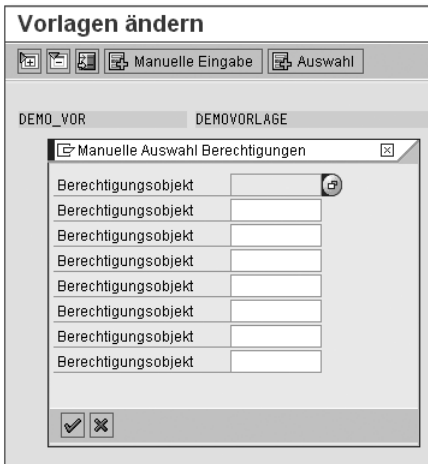 Vorlagen ändern
Manuelle Eingabe Auswahl
DEMO_VOR DEMOVORLAGE
Manuelle Auswahl Berechtigungen
Berechtigungsobjekt
Berechtigungsobjekt
Berechtigungsobjekt
Berechtigungsobjekt
Berechtigungsobjekt
Berechtigungsobjekt
Berechtigungsobjekt
Berechtigungsobjekt